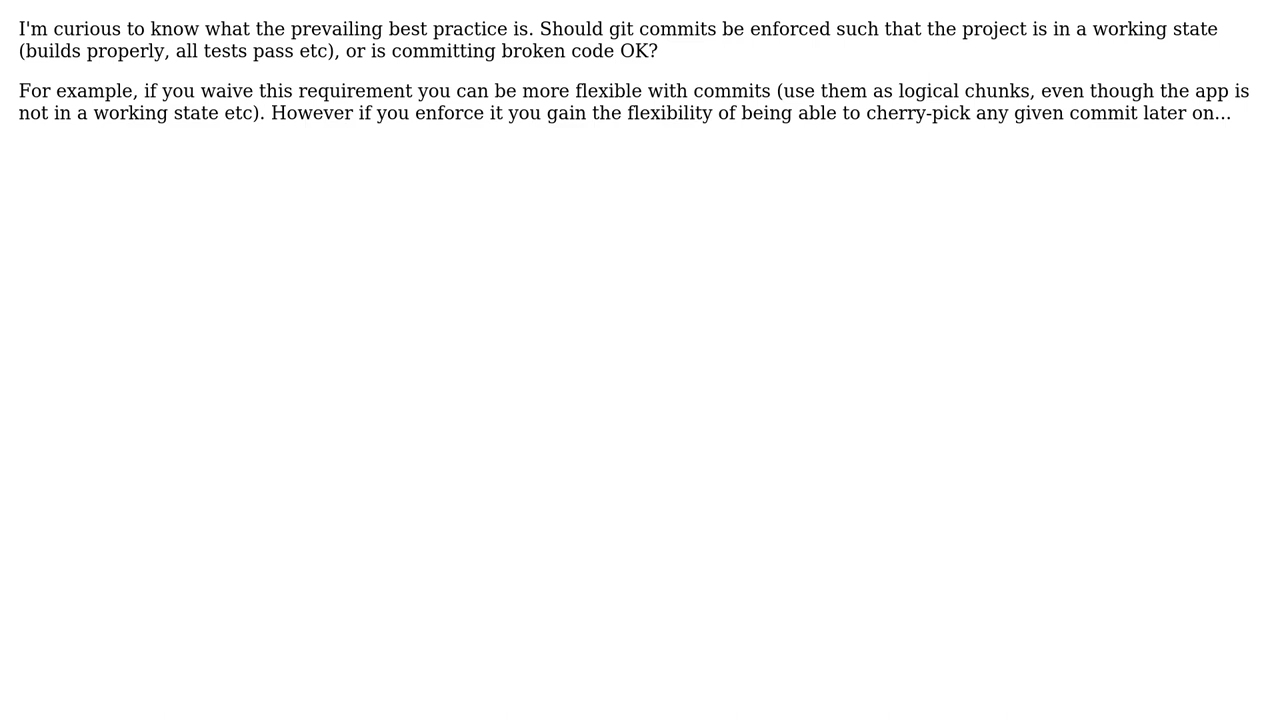 I'm curious to know what the prevailing best practice is. Should git commits be enforced such that the project is in a working state
(builds properly, all tests pass etc), or is committing broken code OK?
For example, if you waive this requirement you can be more flexible with commits (use them as logical chunks, even though the app is
not in a working state etc). However if you enforce it you gain the flexibility of being able to cherry-pick any given commit later on...